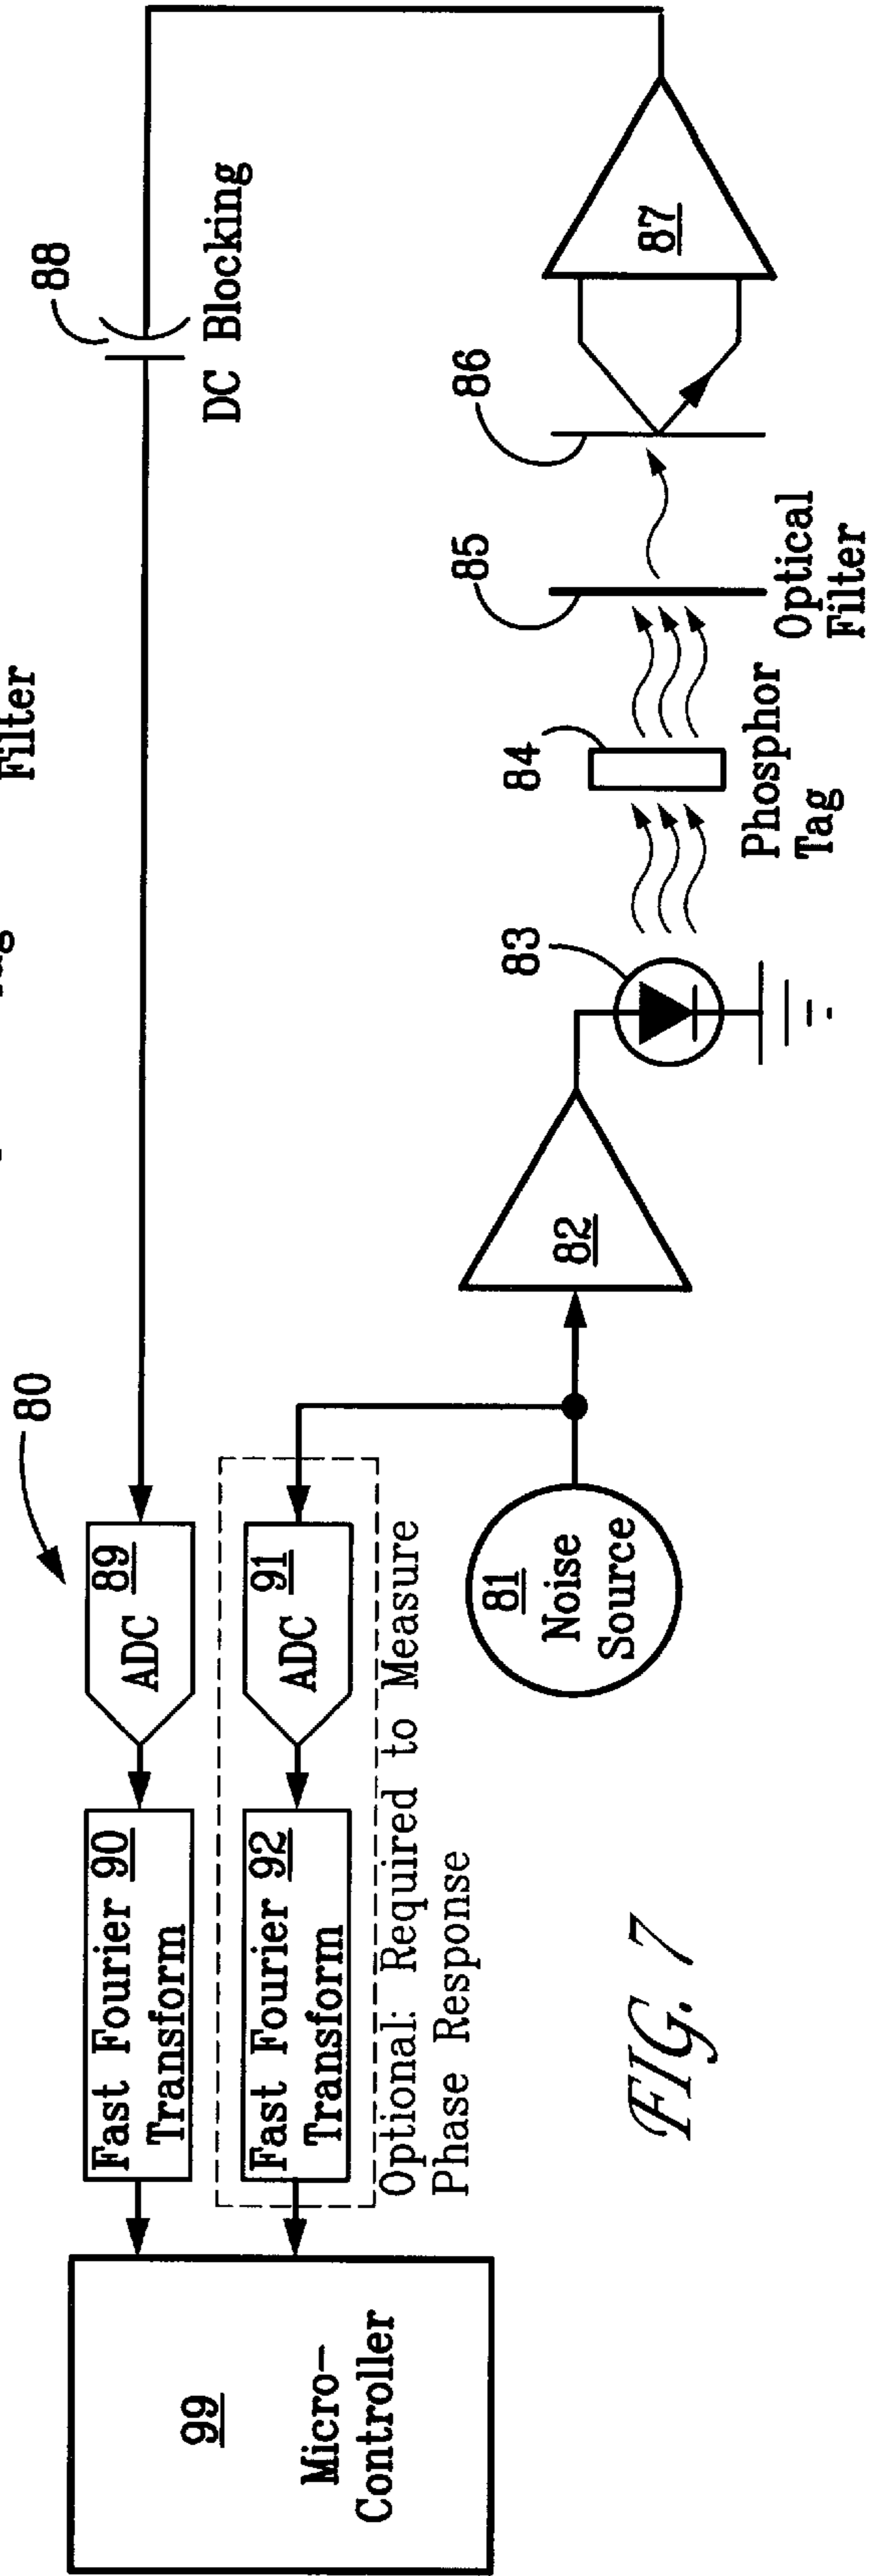 Filter
80
99
Micro-
Controller
Fast Fourier 90
Transform
89
ADC
88
DC Blocking
Fast Fourier 92
Transform
91
ADC
Optional: Required to Measure
Phase Response
81
Noise
Source
82
83
84
Phosphor
Tag
85
Optical
Filter
86
87
FIG. 7